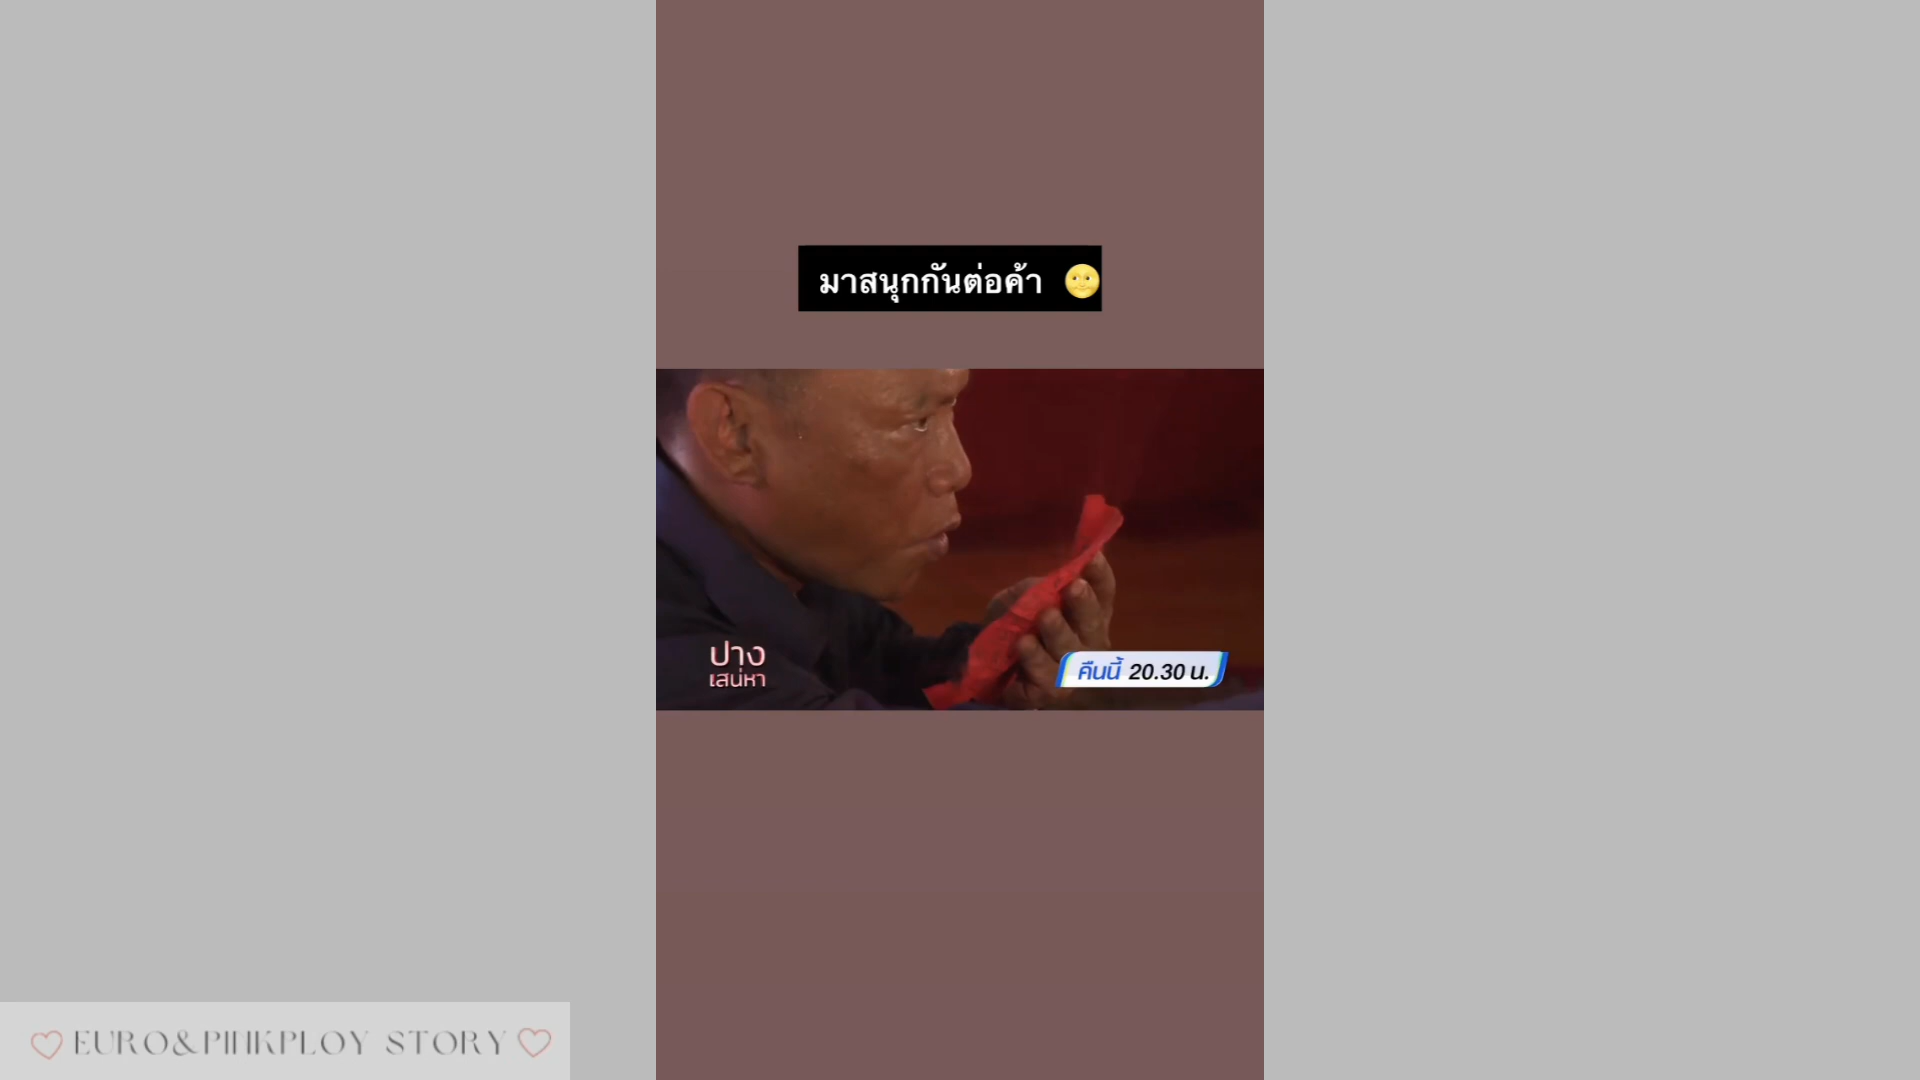 มาสนุกกันต่อค้า 🌝
ปาง
เสน่หา
คืนนี้ 20.30 น.
EURO&PINKPLOY STORY